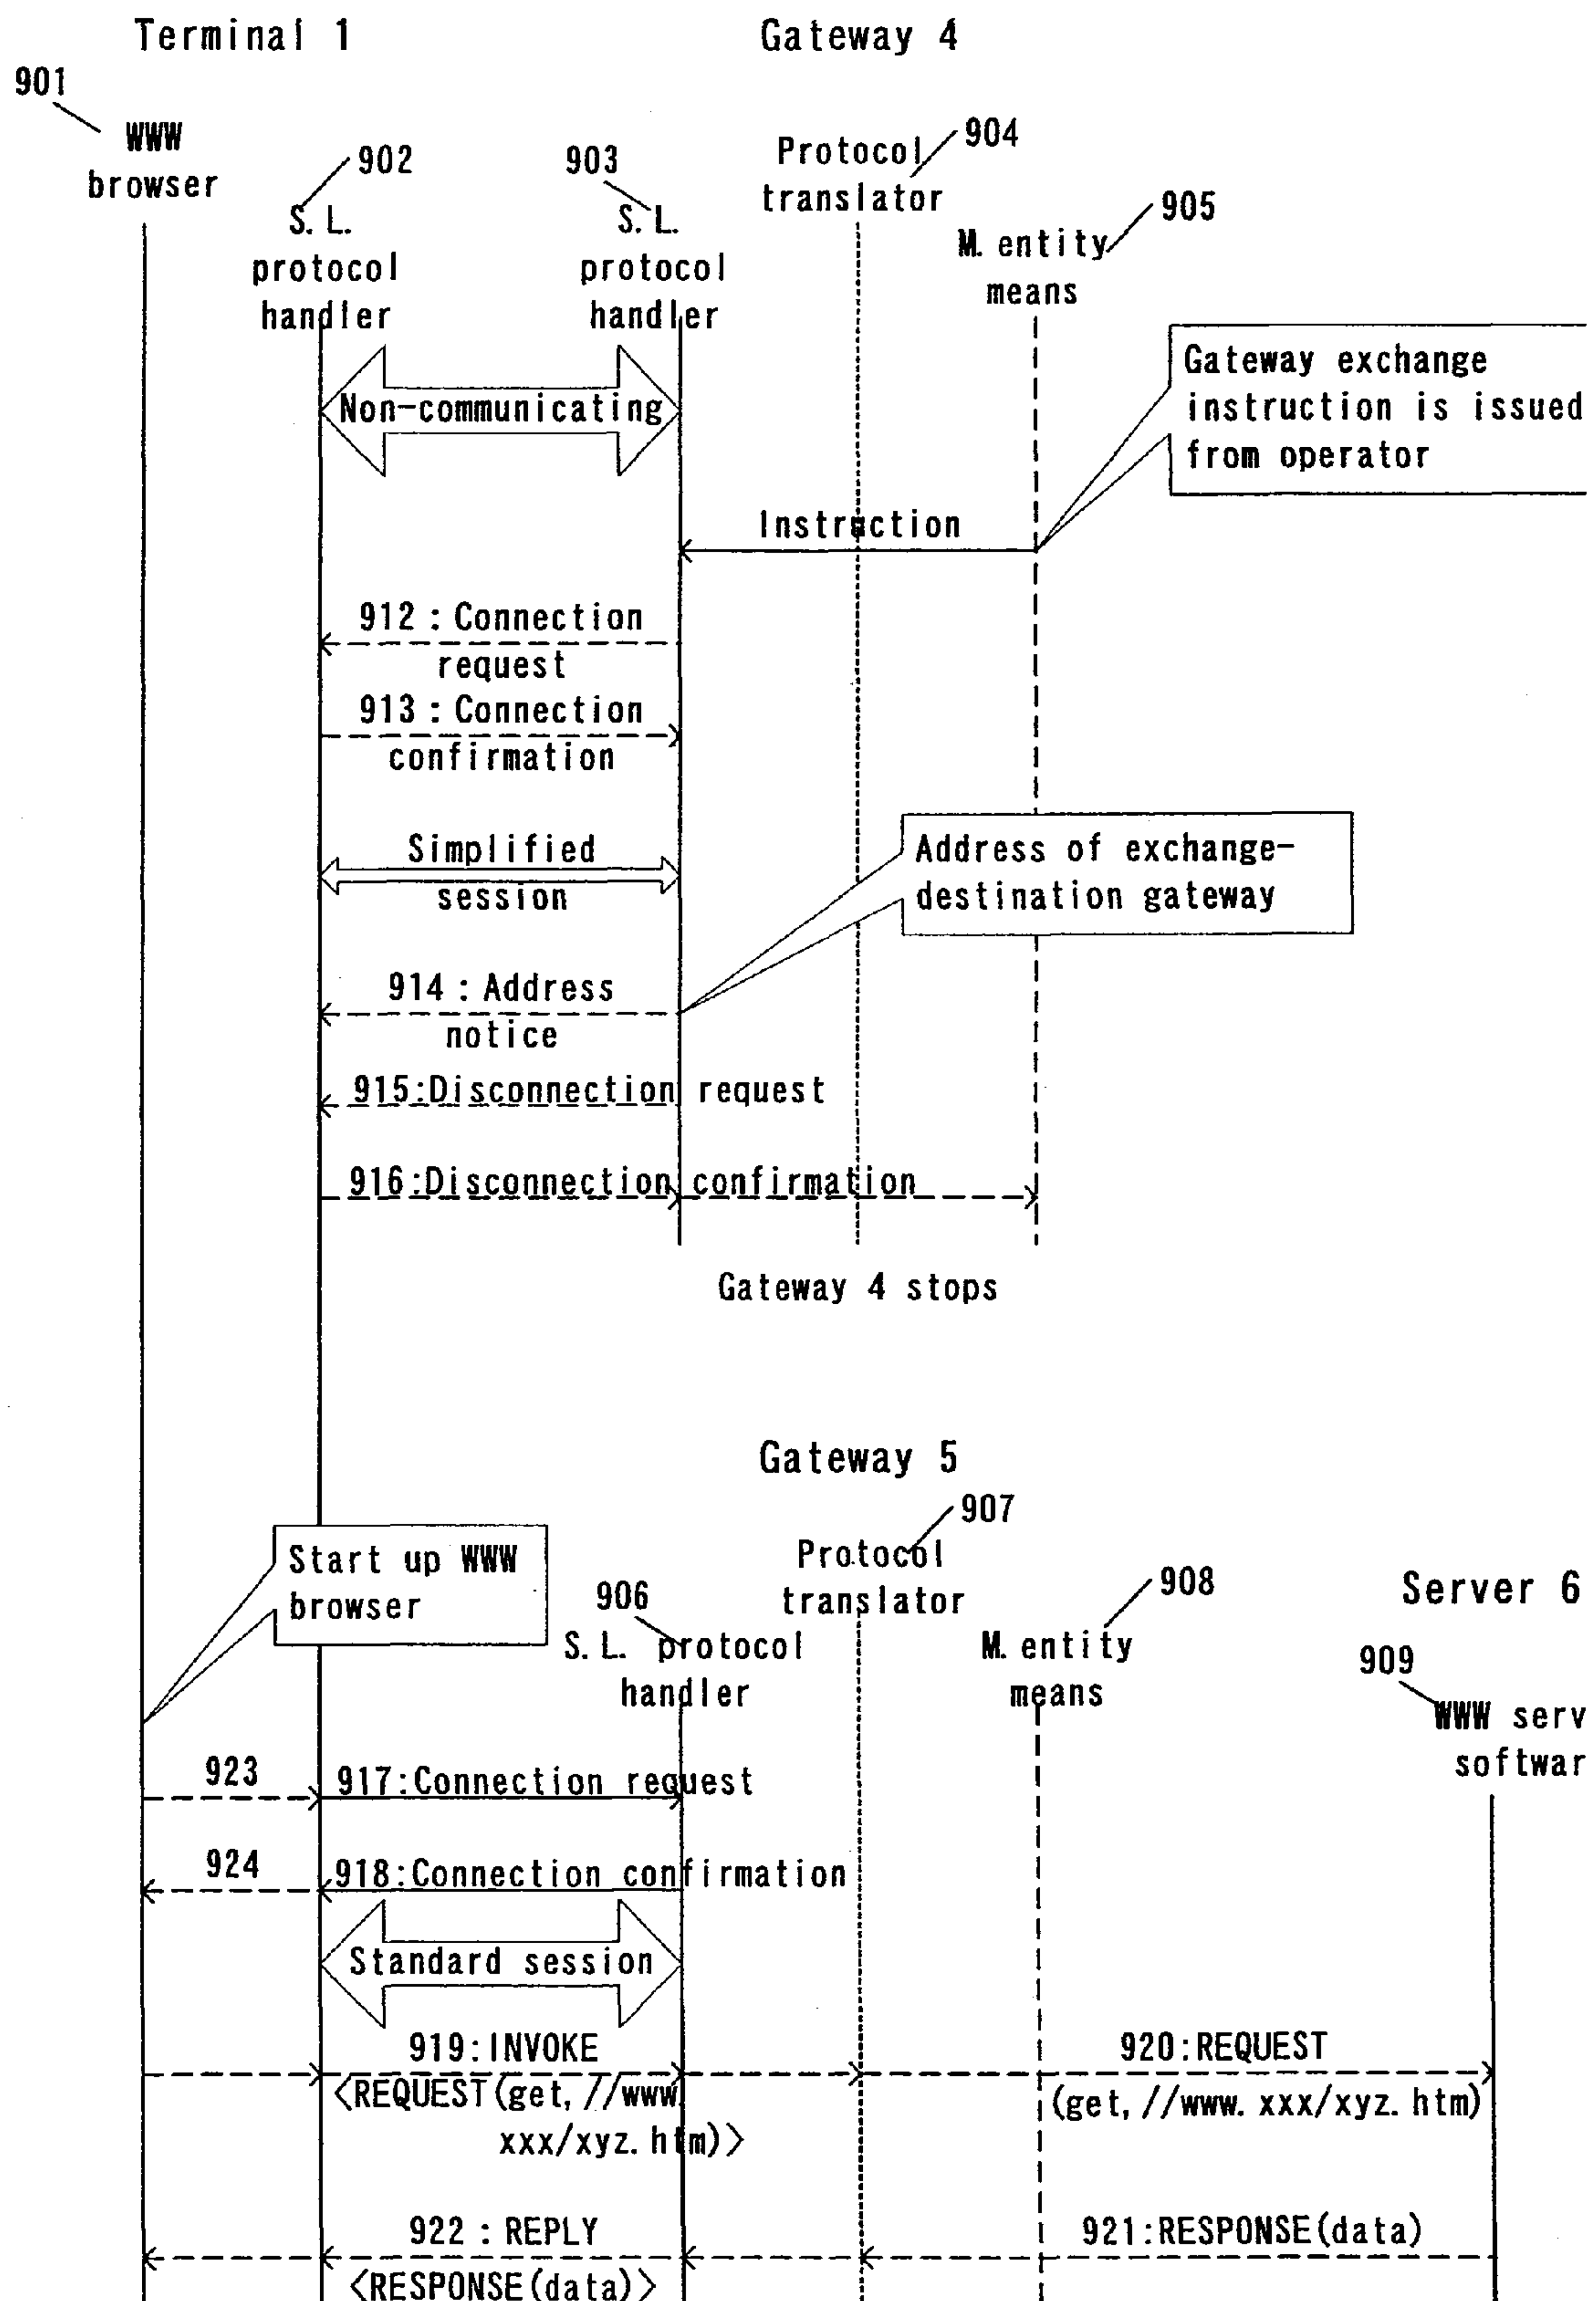 Terminal 1
Gateway 4
901
WWW
browser
902
S. L.
protocol
handler
903
S. L.
protocol
handler
Protocol
translator
904
M. entity
means
905
Non-communicating
Gateway exchange
instruction is issued
from operator
Instruction
912 : Connection
request
913 : Connection
confirmation
Simplified
session
Address of exchange-
destination gateway
914 : Address
notice
915:Disconnection request
916:Disconnection confirmation
Gateway 4 stops
Gateway 5
907
Protocol
translator
Start up WWW
browser
906
S. L. protocol
handler
908
M. entity
means
Server 6
909
WWW serv
softwar
923
917:Connection request
924
918:Connection confirmation
Standard session
919:INVOKE
<REQUEST(get, //www
xxx/xyz. htm)>
920:REQUEST
(get, //www. xxx/xyz. htm)
922 : REPLY
<RESPONSE(data)>
921:RESPONSE(data)